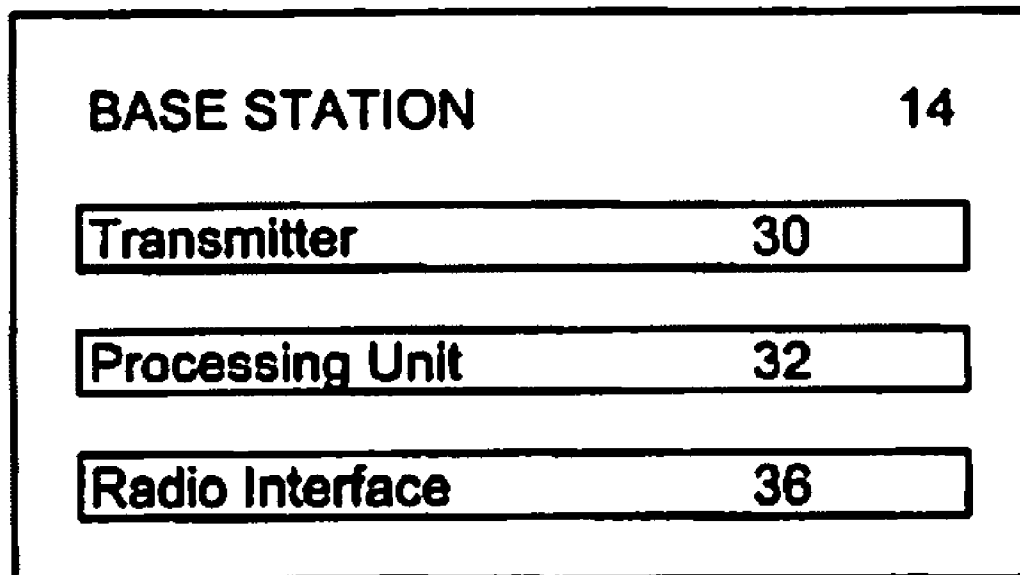 BASE STATION 14
Transmitter 30
Processing Unit 32
Radio Interface 36